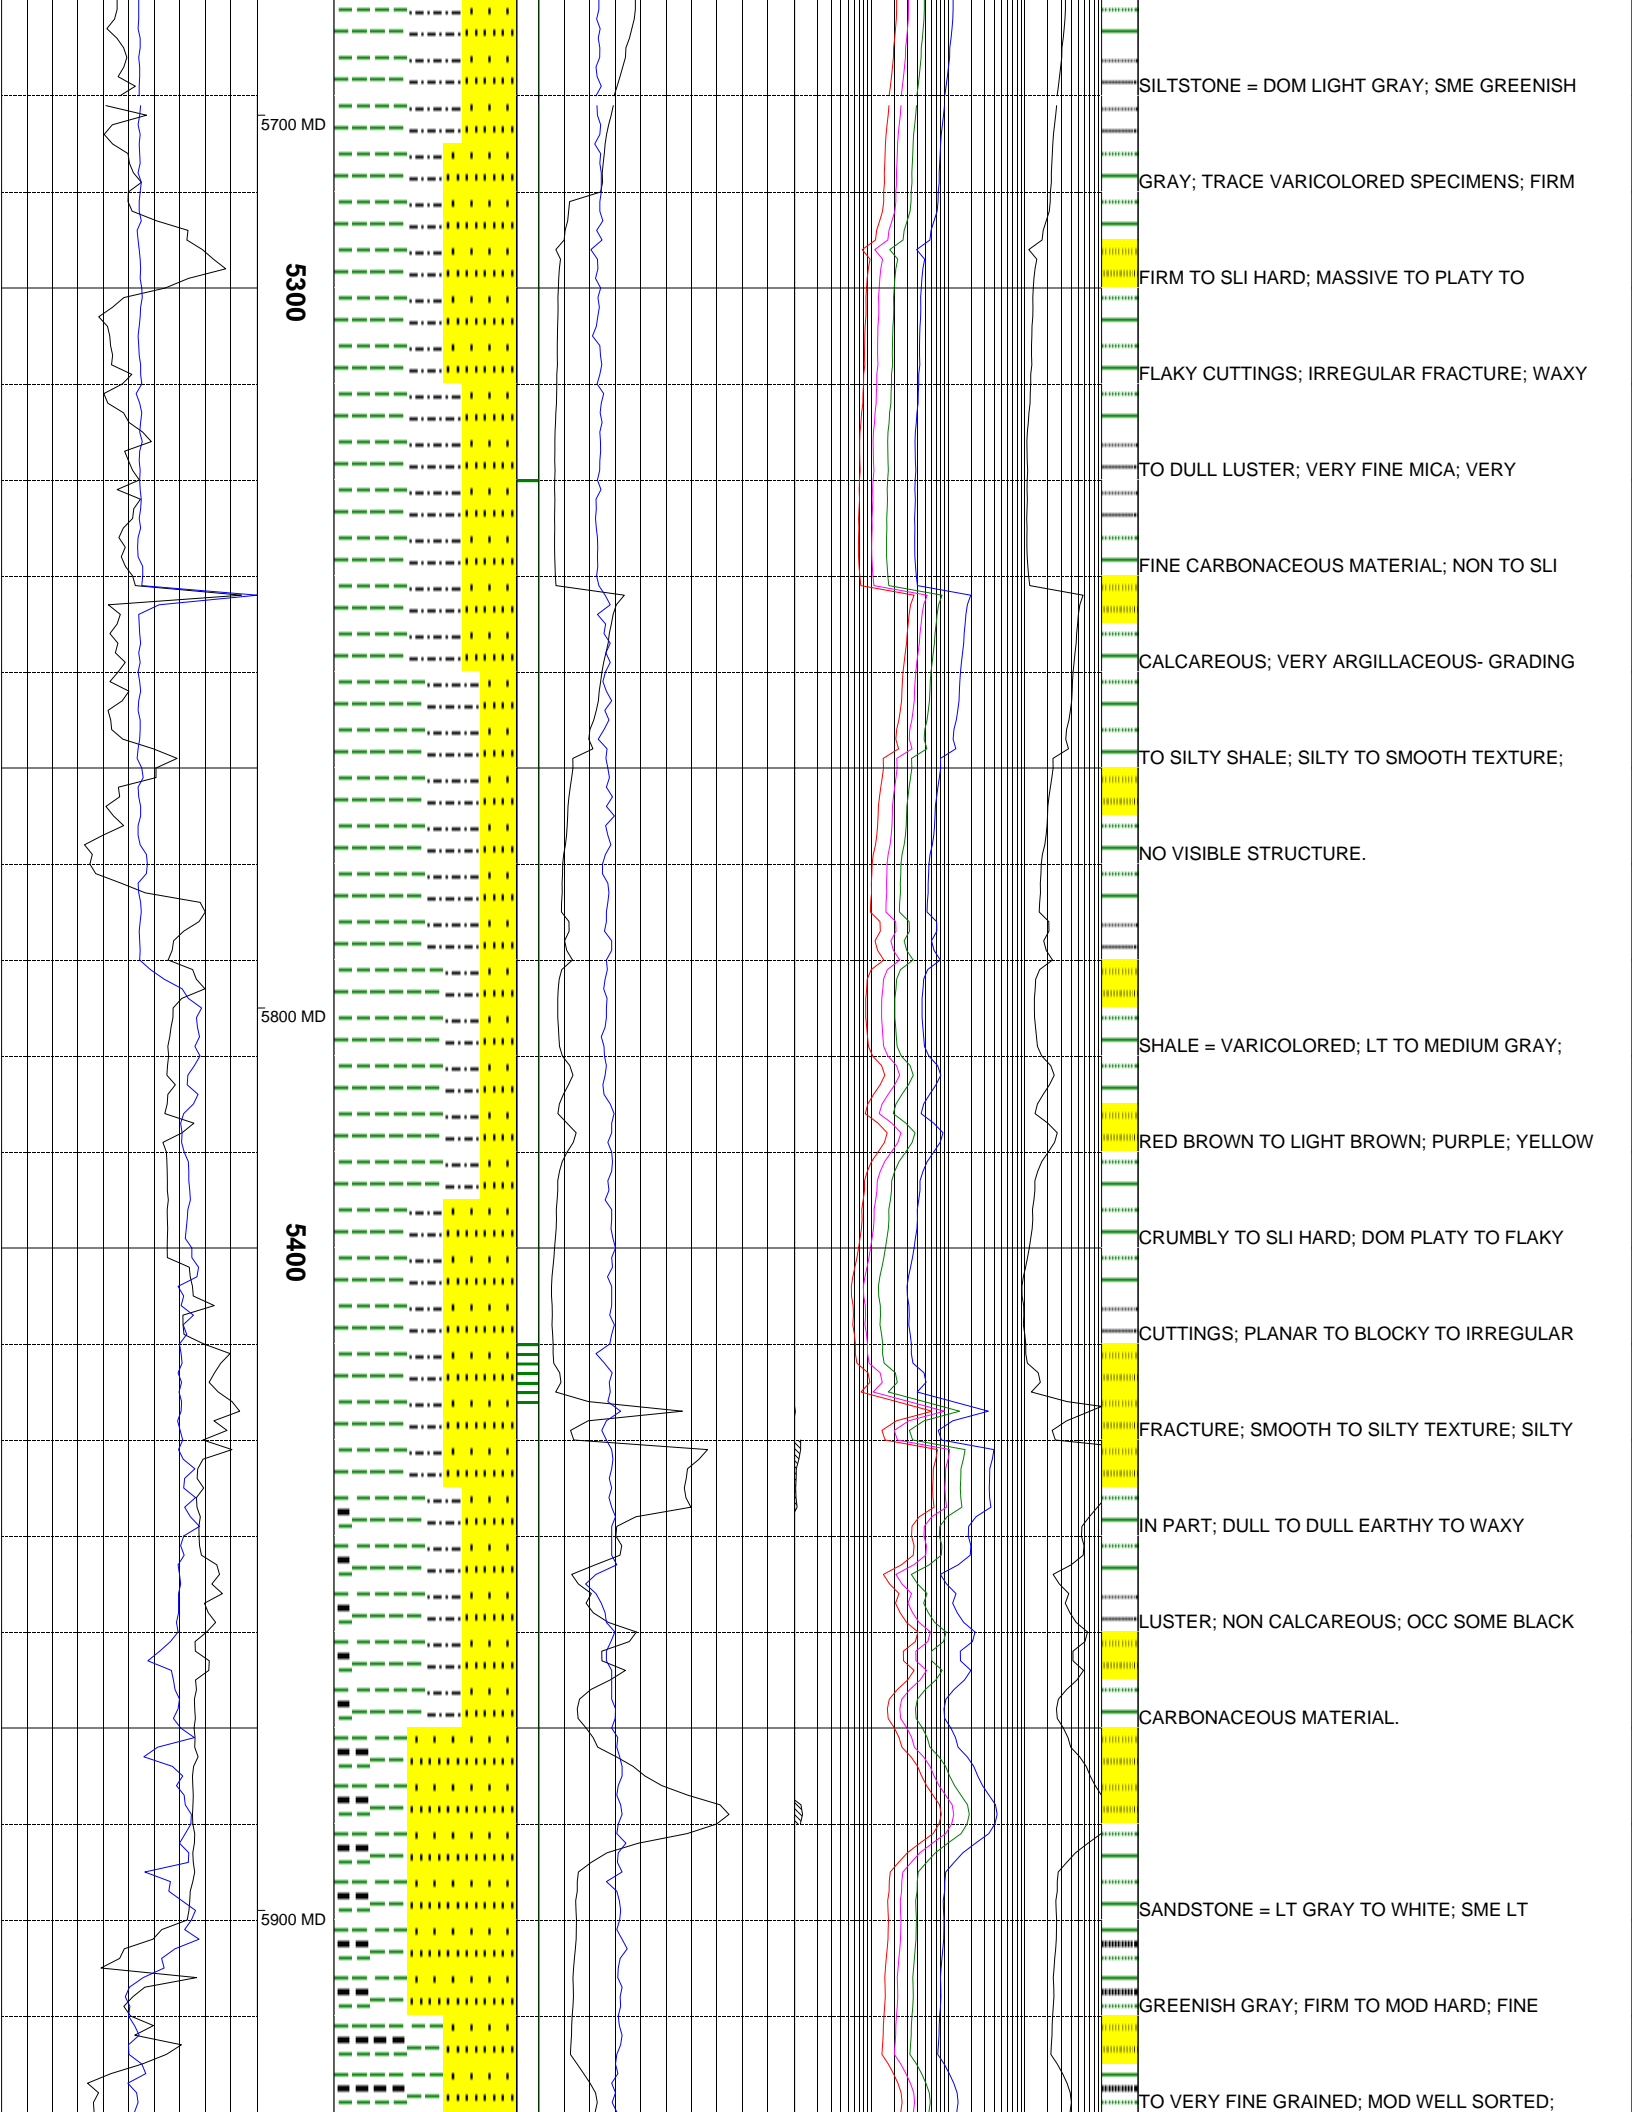 SILTSTONE = DOM LIGHT GRAY; SME GREENISH
5700 MD
GRAY; TRACE VARICOLORED SPECIMENS; FIRM
5300
FIRM TO SLI HARD; MASSIVE TO PLATY TO
FLAKY CUTTINGS; IRREGULAR FRACTURE; WAXY
TO DULL LUSTER; VERY FINE MICA; VERY
FINE CARBONACEOUS MATERIAL; NON TO SLI
CALCAREOUS; VERY ARGILLACEOUS- GRADING
TO SILTY SHALE; SILTY TO SMOOTH TEXTURE;
NO VISIBLE STRUCTURE.
5800 MD
SHALE = VARICOLORED; LT TO MEDIUM GRAY;
RED BROWN TO LIGHT BROWN; PURPLE; YELLOW
5400
CRUMBLY TO SLI HARD; DOM PLATY TO FLAKY
CUTTINGS; PLANAR TO BLOCKY TO IRREGULAR
FRACTURE; SMOOTH TO SILTY TEXTURE; SILTY
IN PART; DULL TO DULL EARTHY TO WAXY
LUSTER; NON CALCAREOUS; OCC SOME BLACK
CARBONACEOUS MATERIAL.
5900 MD
SANDSTONE = LT GRAY TO WHITE; SME LT
GREENISH GRAY; FIRM TO MOD HARD; FINE
TO VERY FINE GRAINED; MOD WELL SORTED;